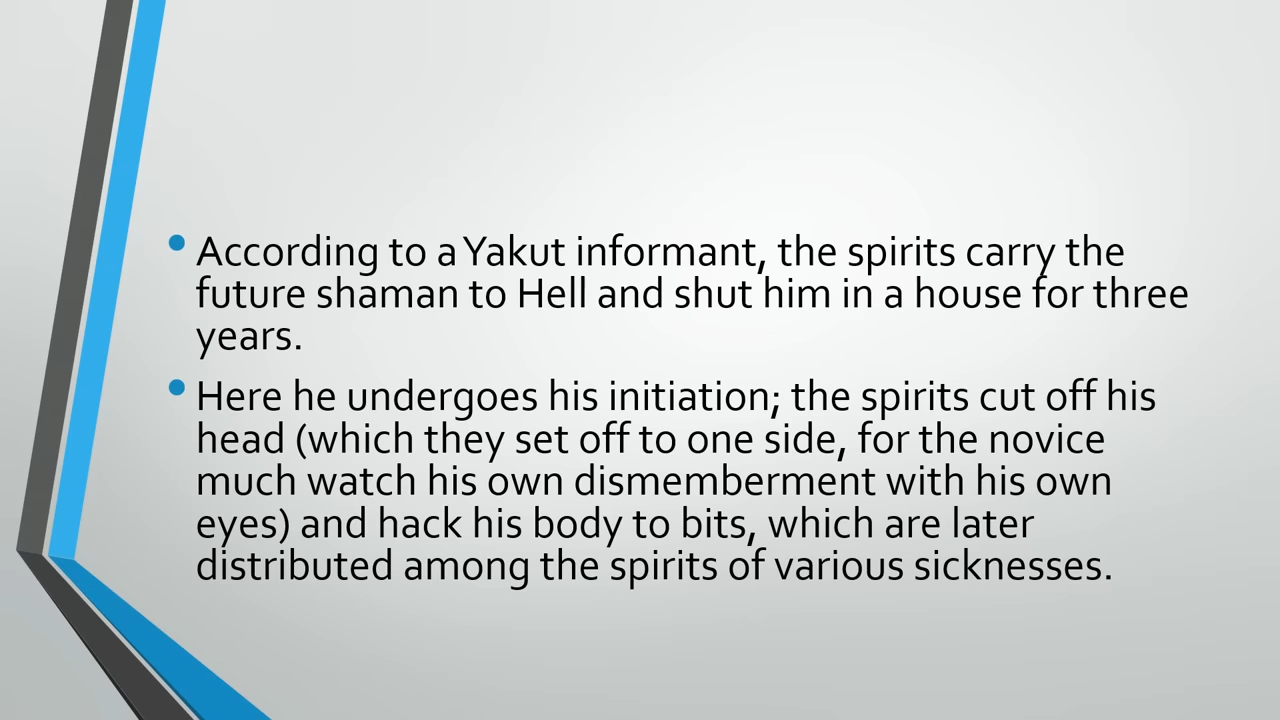 • According to a Yakut informant, the spirits carry the
future shaman to Hell and shut him in a house for three
years.
• Here he undergoes his initiation; the spirits cut off his
head (which they set off to one side, for the novice
much watch his own dismemberment with his own
eyes) and hack his body to bits, which are later
distributed among the spirits of various sicknesses.